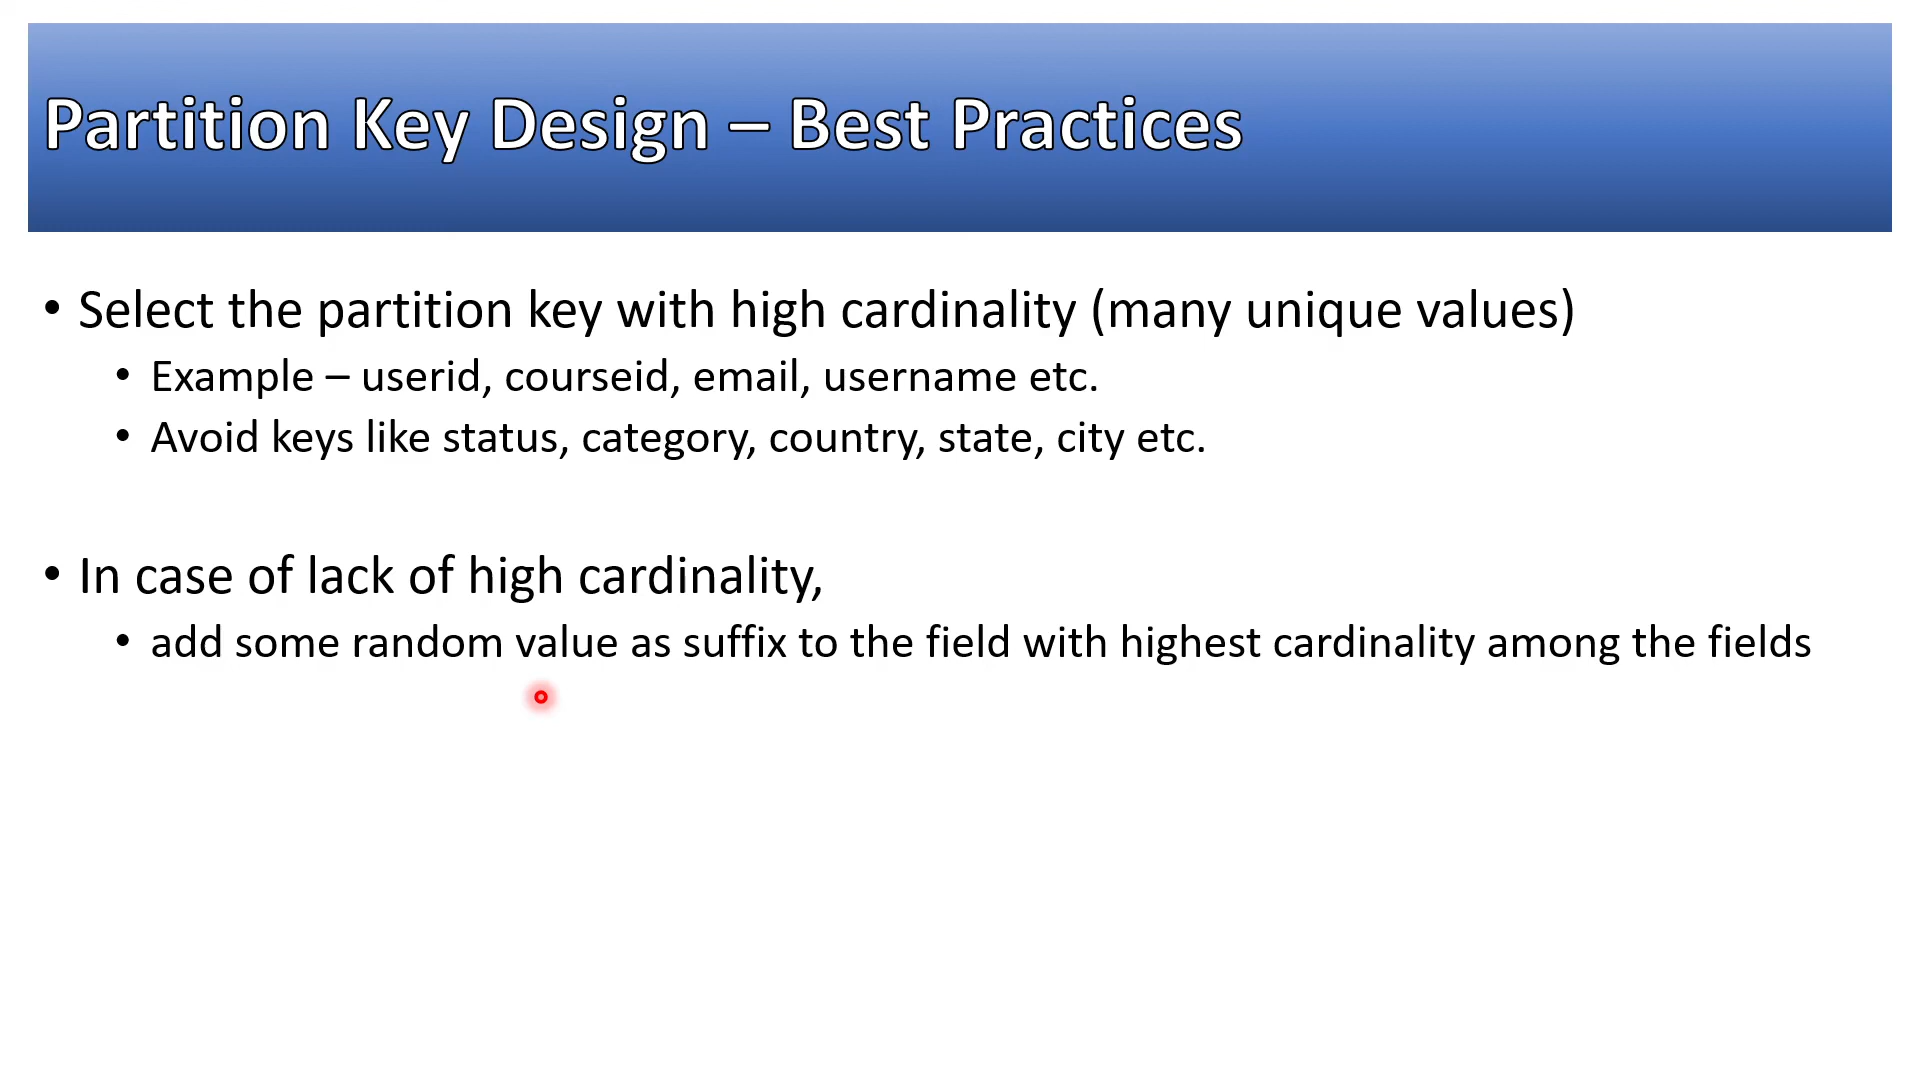 Partition Key Design – Best Practices
• Select the partition key with high cardinality (many unique values)
• Example – userid, courseid, email, username etc.
• Avoid keys like status, category, country, state, city etc.
• In case of lack of high cardinality,
• add some random value as suffix to the field with highest cardinality among the fields